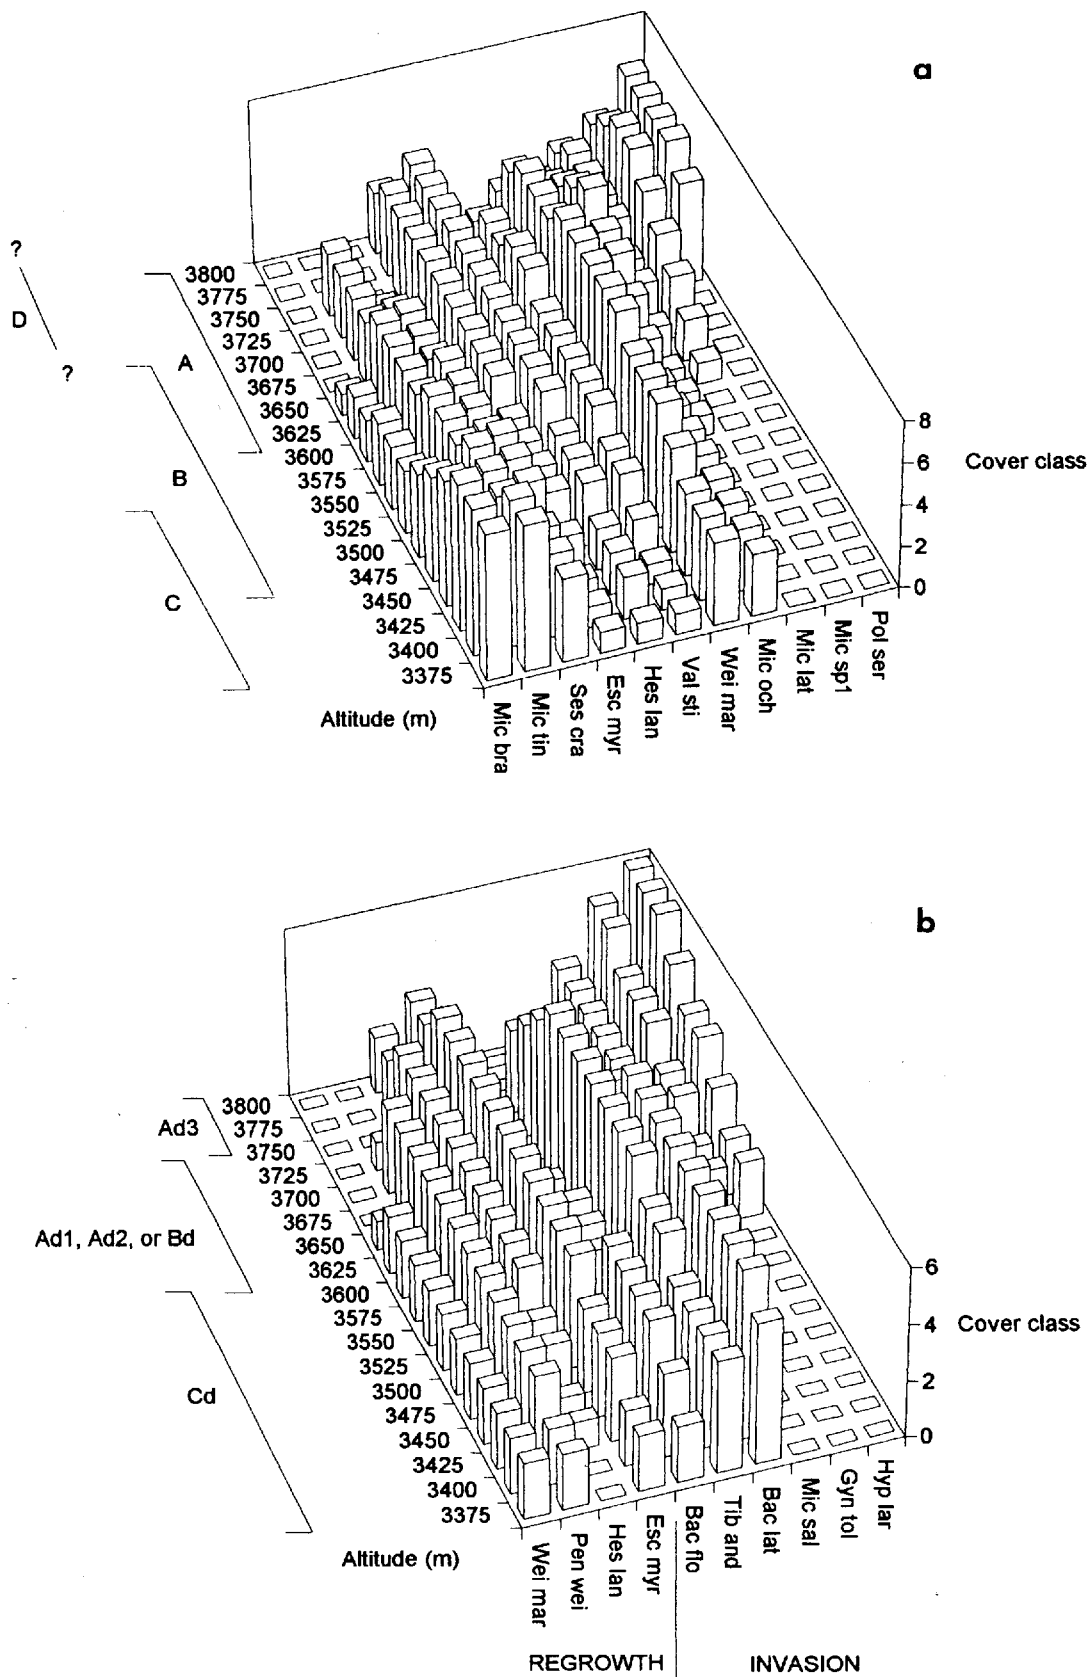 a
?
D
?
A
B
C
3800
3775
3750
3725
3700
3675
3650
3625
3600
3575
3550
3525
3500
3475
3450
3425
3400
3375
Altitude (m)
8
6
4
2
0
Cover class
Mic bra
Mic tin
Ses cra
Esc myr
Hes lan
Val sti
Wei mar
Mic och
Mic lat
Mic sp1
Pol ser
b
Ad3
Ad1, Ad2, or Bd
Cd
3800
3775
3750
3725
3700
3675
3650
3625
3600
3575
3550
3525
3500
3475
3450
3425
3400
3375
Altitude (m)
6
4
2
0
Cover class
Wei mar
Pen wei
Hes lan
Esc myr
Bac flo
Tib and
Bac lat
Mic sal
Gyn tol
Hyp lar
REGROWTH
INVASION